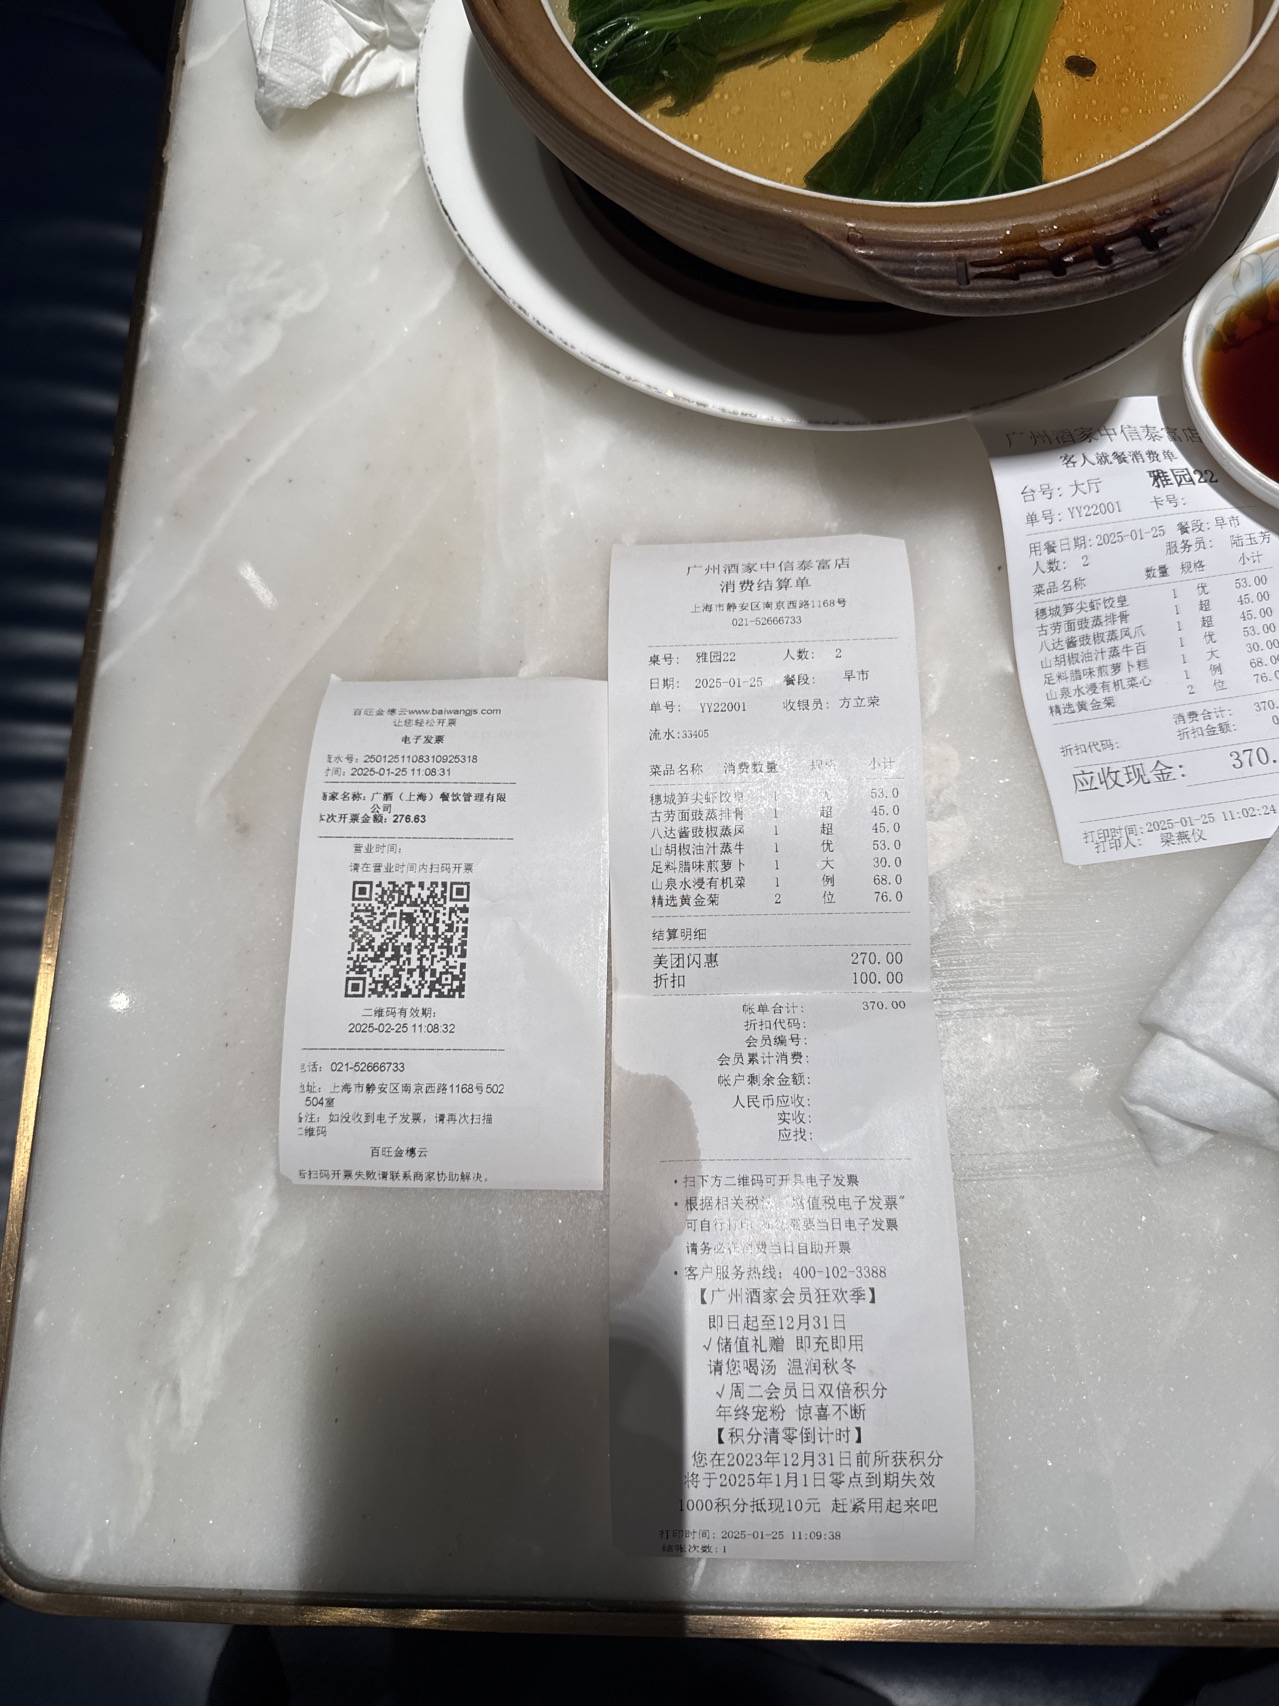 百旺金穗云www.baiwangjs.com
让您轻松开票
电子发票
流水号：2501251108310925318
时间：2025-01-25 11:08:31
商家名称：广酒（上海）餐饮管理有限
公司
本次开票金额：276.63
营业时间：
请在营业时间内扫码开票
二维码有效期：
2025-02-25 11:08:32
电话： 021-52666733
地址： 上海市静安区南京西路1168号502
504室
备注： 如没收到电子发票，请再次扫描
二维码
百旺金穗云
若扫码开票失败请联系商家协助解决。
广州酒家中信泰富店
消费结算单
上海市静安区南京西路1168号
021-52666733
桌号： 雅园22 人数： 2
日期： 2025-01-25 餐段： 早市
单号： YY22001 收银员：方立荣
流水:33405
菜品名称 消费数量 规格 小计
穗城笋尖虾饺皇 1 优 53.0
古劳面豉蒸排骨 1 超 45.0
八达酱豉椒蒸凤 1 超 45.0
山胡椒油汁蒸牛 1 优 53.0
足料腊味煎萝卜 1 大 30.0
山泉水浸有机菜 1 例 68.0
精选黄金菊 2 位 76.0
结算明细
美团闪惠 270.00
折扣 100.00
帐单合计： 370.00
折扣代码：
会员编号：
会员累计消费：
帐户剩余金额：
人民币应收：
实收：
应找：
·扫下方二维码可开具电子发票
·根据相关税法 “增值税电子发票”
可自行打印 如您需要当日电子发票
请务必在消费当日自助开票
·客户服务热线：400-102-3388
【广州酒家会员狂欢季】
即日起至12月31日
√储值礼赠 即充即用
请您喝汤 温润秋冬
√周二会员日双倍积分
年终宠粉 惊喜不断
【积分清零倒计时】
您在2023年12月31日前所获积分
将于2025年1月1日零点到期失效
1000积分抵现10元 赶紧用起来吧
打印时间：2025-01-25 11:09:38
结账次数：1
广州酒家中信泰富店
客人就餐消费单
台号：大厅 雅园22
单号：YY22001 卡号：
用餐日期：2025-01-25 餐段：早市
人数： 2 服务员： 陆玉芳
菜品名称 数量 规格 小计
穗城笋尖虾饺皇 1 优 53.00
古劳面豉蒸排骨 1 超 45.00
八达酱豉椒蒸凤爪 1 超 45.00
山胡椒油汁蒸牛百 1 优 53.00
足料腊味煎萝卜糕 1 大 30.00
山泉水浸有机菜心 1 例 68.00
精选黄金菊 2 位 76.0
消费合计： 370.
折扣代码： 折扣金额： 0
应收现金： 370.
打印时间：2025-01-25 11:02:24
打印人： 梁燕仪